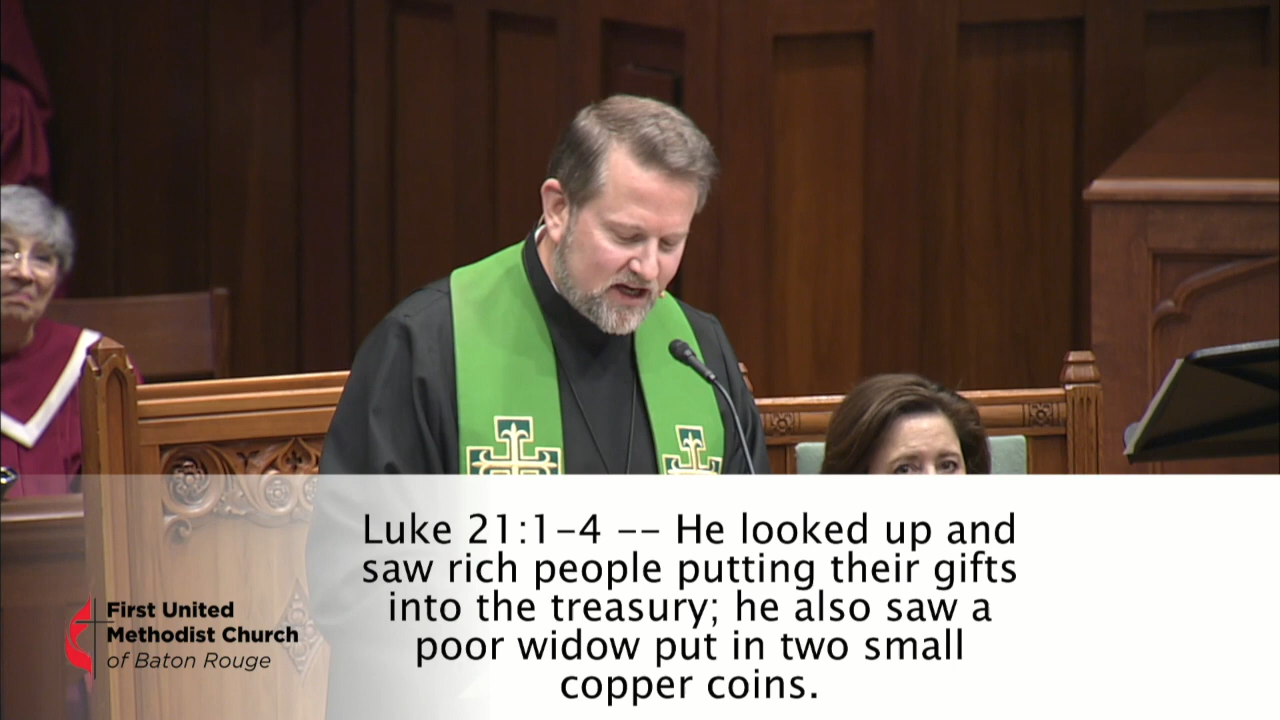 Luke 21:1-4 -- He looked up and
saw rich people putting their gifts
into the treasury; he also saw a
poor widow put in two small
copper coins.
First United
Methodist Church
of Baton Rouge